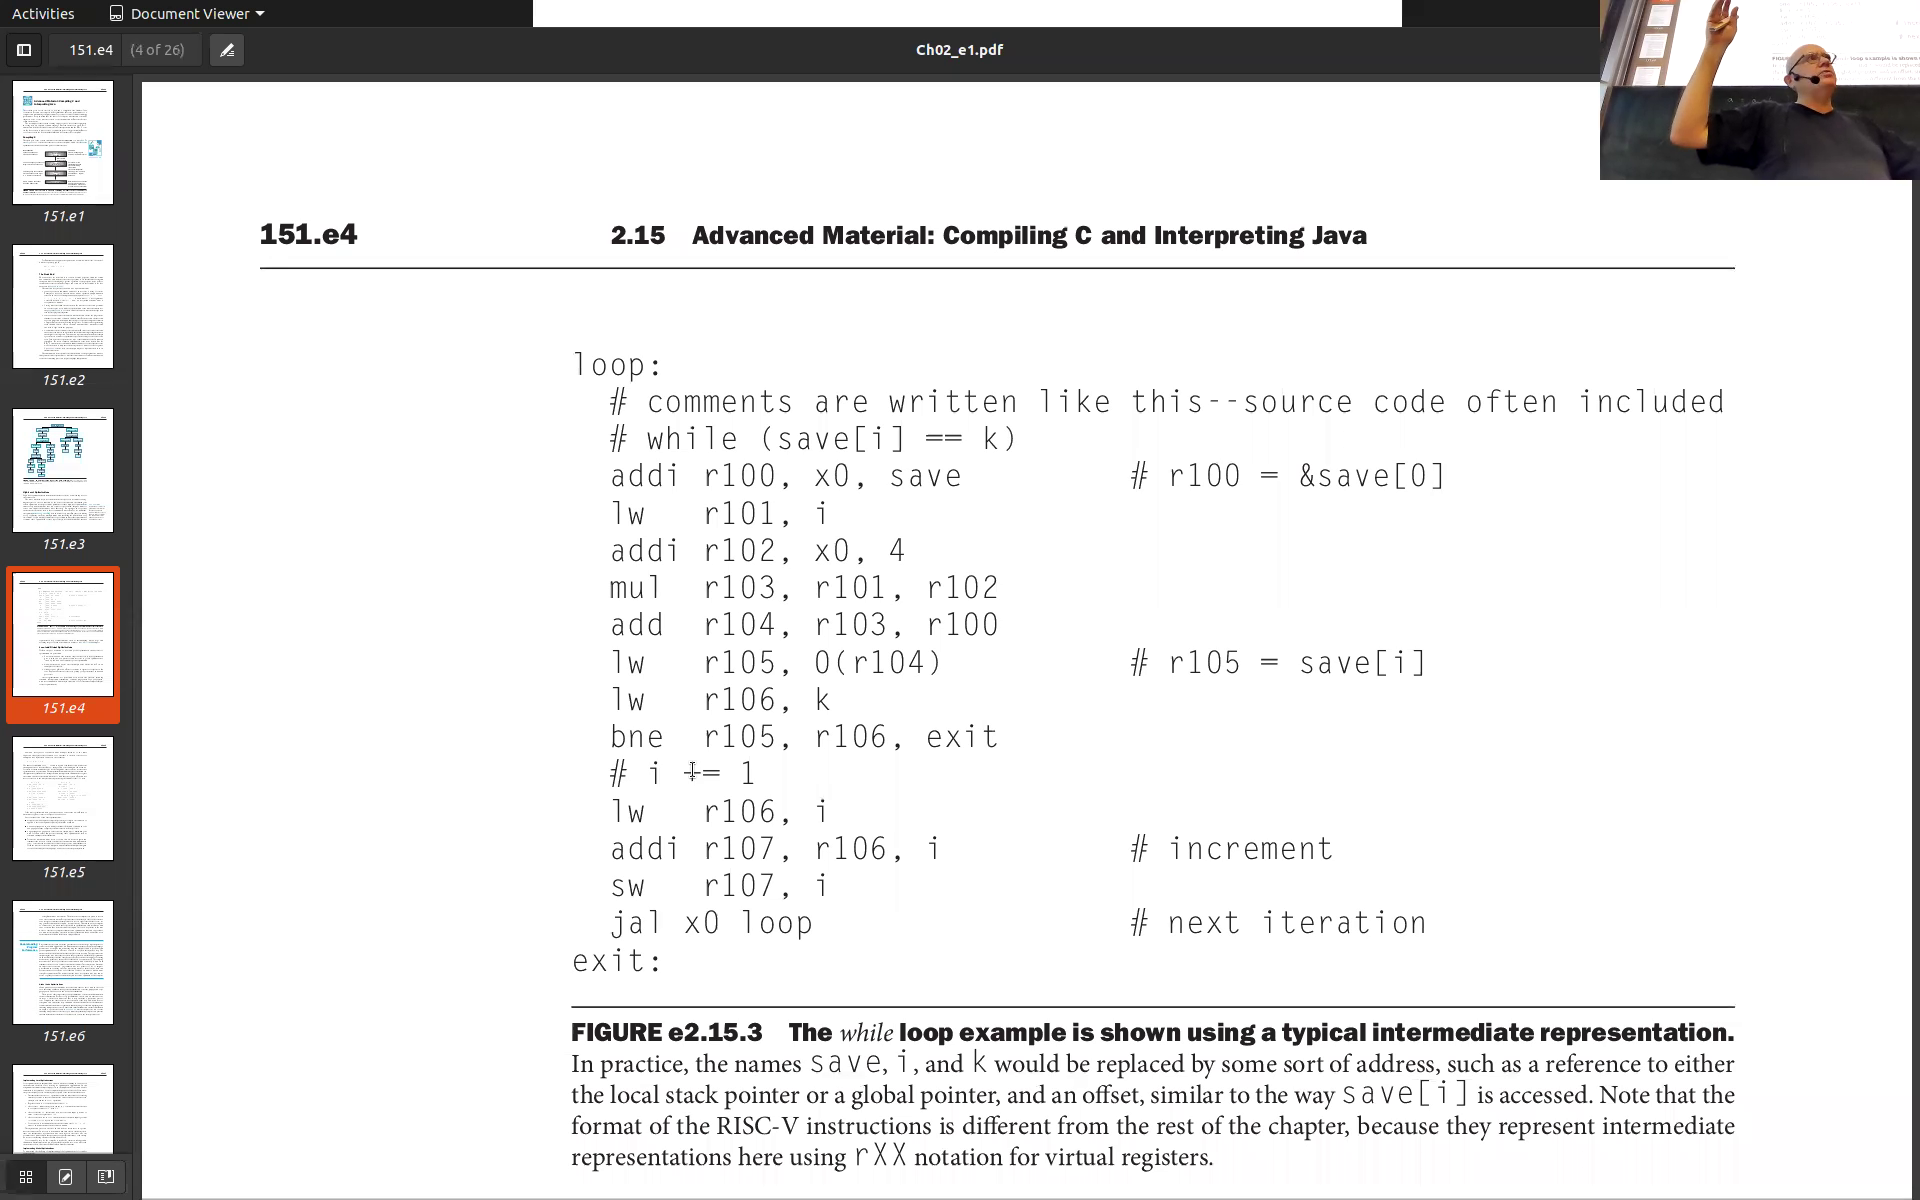 Activities Document Viewer
151.e4 (4 of 26) Ch02_e1.pdf
151.e1
151.e2
151.e3
151.e4
151.e5
151.e6
151.e4 2.15 Advanced Material: Compiling C and Interpreting Java
loop:
# comments are written like this--source code often included
# while (save[i] == k)
addi r100, x0, save # r100 = &save[0]
lw r101, i
addi r102, x0, 4
mul r103, r101, r102
add r104, r103, r100
lw r105, 0(r104) # r105 = save[i]
lw r106, k
bne r105, r106, exit
# i += 1
lw r106, i
addi r107, r106, i # increment
sw r107, i
jal x0 loop # next iteration
exit:
FIGURE e2.15.3 The while loop example is shown using a typical intermediate representation.
In practice, the names save, i, and k would be replaced by some sort of address, such as a reference to either
the local stack pointer or a global pointer, and an offset, similar to the way save[i] is accessed. Note that the
format of the RISC-V instructions is different from the rest of the chapter, because they represent intermediate
representations here using rXX notation for virtual registers.